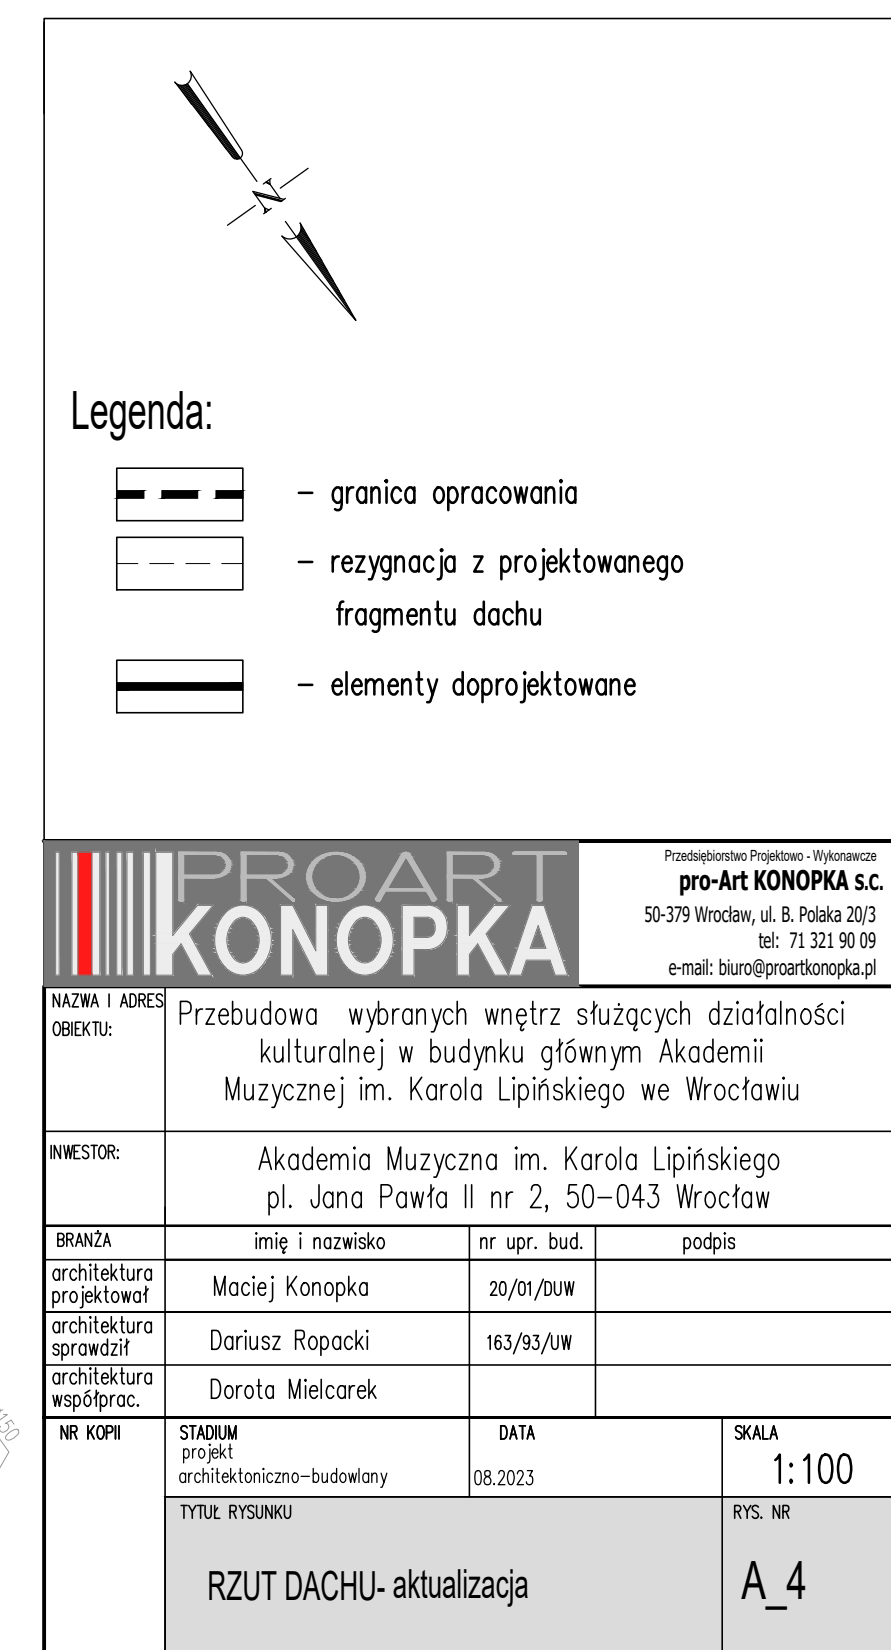 N
Legenda:
– granica opracowania
– rezygnacja z projektowanego
fragmentu dachu
– elementy doprojektowane
PROART
KONOPKA
Przedsiębiorstwo Projektowo - Wykonawcze
pro-Art KONOPKA s.c.
50-379 Wrocław, ul. B. Polaka 20/3
tel: 71 321 90 09
e-mail: biuro@proartkonopka.pl
NAZWA I ADRES
OBIEKTU:
Przebudowa wybranych wnętrz służących działalności
kulturalnej w budynku głównym Akademii
Muzycznej im. Karola Lipińskiego we Wrocławiu
INWESTOR:
Akademia Muzyczna im. Karola Lipińskiego
pl. Jana Pawła II nr 2, 50–043 Wrocław
BRANŻA imię i nazwisko nr upr. bud. podpis
architektura
projektował
Maciej Konopka 20/01/DUW
architektura
sprawdził
Dariusz Ropacki 163/93/UW
architektura
współprac.
Dorota Mielcarek
NR KOPII
STADIUM
projekt
architektoniczno–budowlany
DATA
08.2023
SKALA
1:100
TYTUŁ RYSUNKU
RZUT DACHU- aktualizacja
RYS. NR
A_4